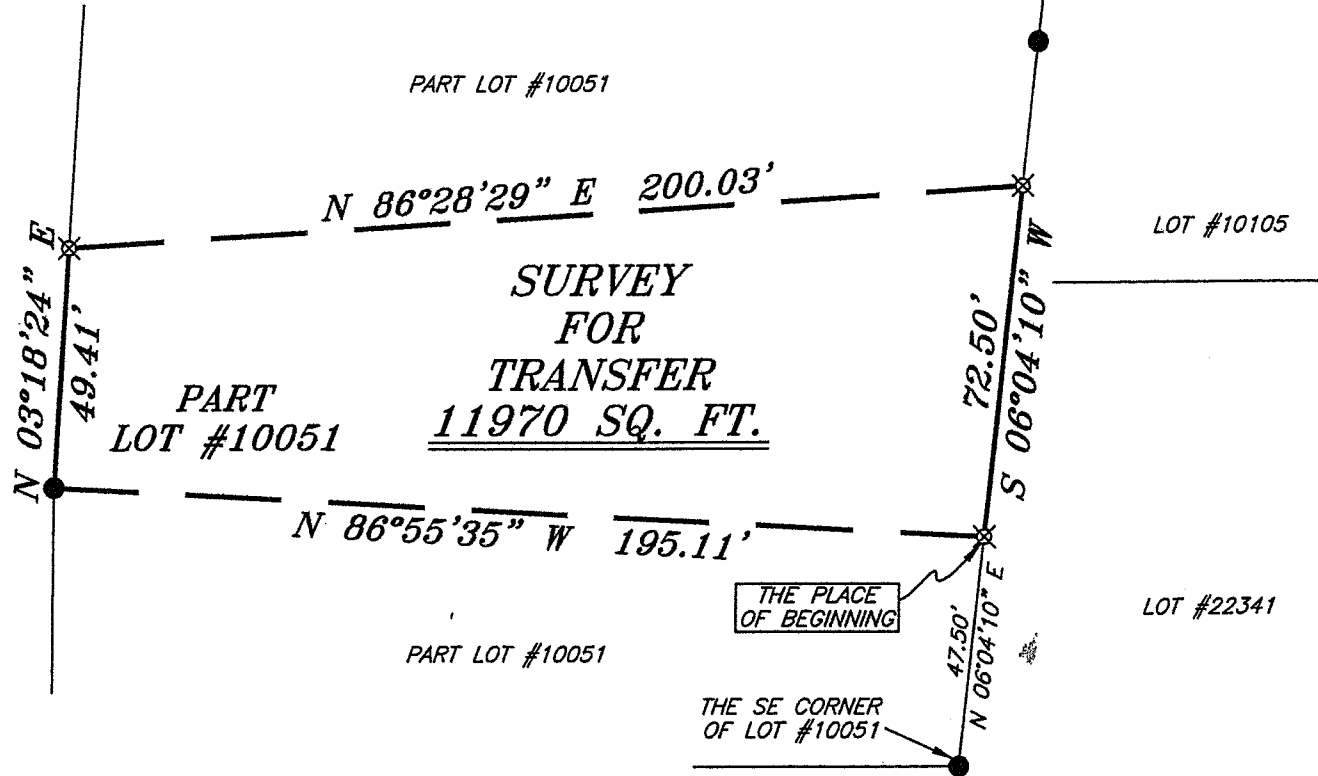 PART LOT #10051
N 86°28'29" E 200.03'
LOT #10105
N 03°18'24" E
49.41'
SURVEY
FOR
TRANSFER
11970 SQ. FT.
PART
LOT #10051
72.50'
S 06°04'10" W
N 86°55'35" W 195.11'
THE PLACE
OF BEGINNING
47.50'
N 06°04'10" E
LOT #22341
PART LOT #10051
THE SE CORNER
OF LOT #10051